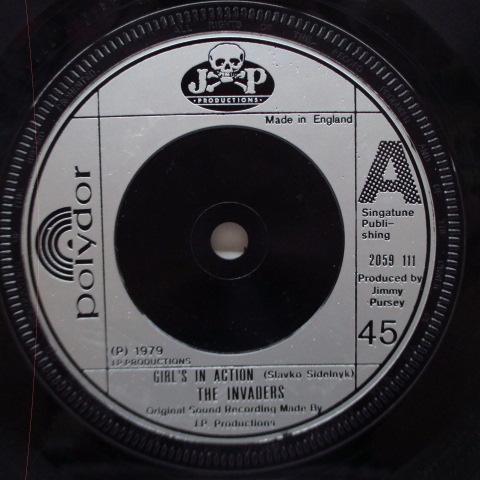 J P
· PRODUCTIONS ·
Made in England
A
Singatune
Publi-
shing
2059 111
Produced by
Jimmy
Pursey
45
polydor
(P) 1979
J.P. PRODUCTIONS
GIRL'S IN ACTION (Slavko Sidelnyk)
THE INVADERS
Original Sound Recording Made By
J.P. Productions